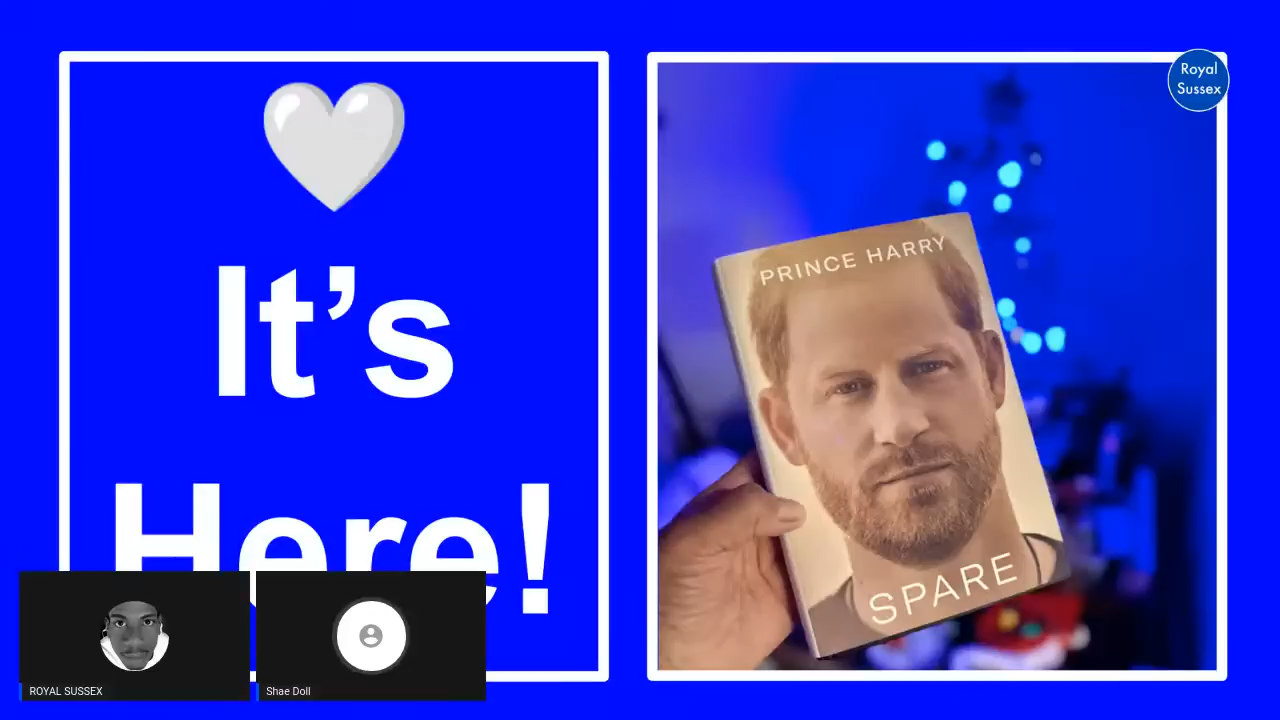 It’s
Here!
Royal
Sussex
PRINCE HARRY
SPARE
ROYAL SUSSEX
Shae Doll